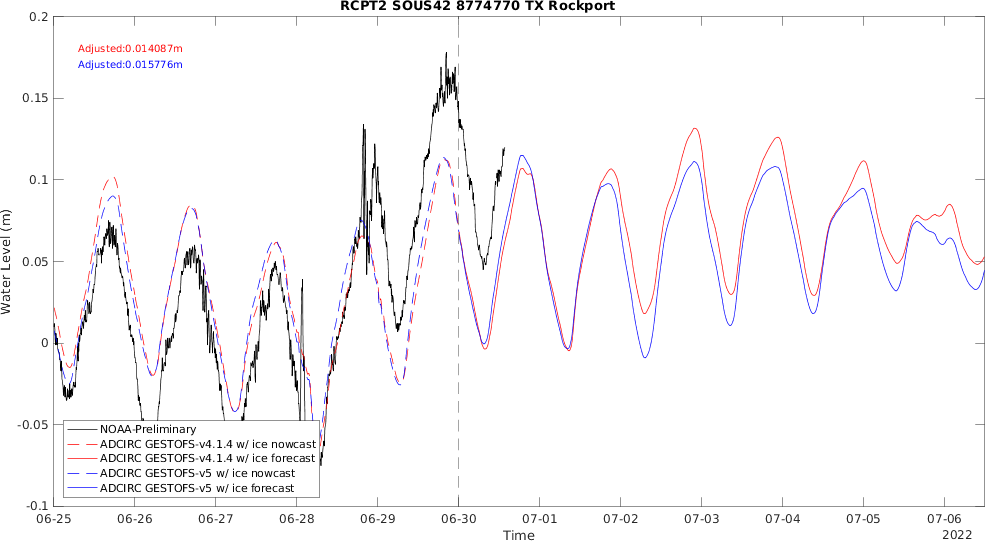 RCPT2 SOUS42 8774770 TX Rockport
Adjusted:0.014087m
Adjusted:0.015776m
Water Level (m)
0.2
0.15
0.1
0.05
0
-0.05
-0.1
NOAA-Preliminary
ADCIRC GESTOFS-v4.1.4 w/ ice nowcast
ADCIRC GESTOFS-v4.1.4 w/ ice forecast
ADCIRC GESTOFS-v5 w/ ice nowcast
ADCIRC GESTOFS-v5 w/ ice forecast
06-25 06-26 06-27 06-28 06-29 06-30 07-01 07-02 07-03 07-04 07-05 07-06
Time
2022